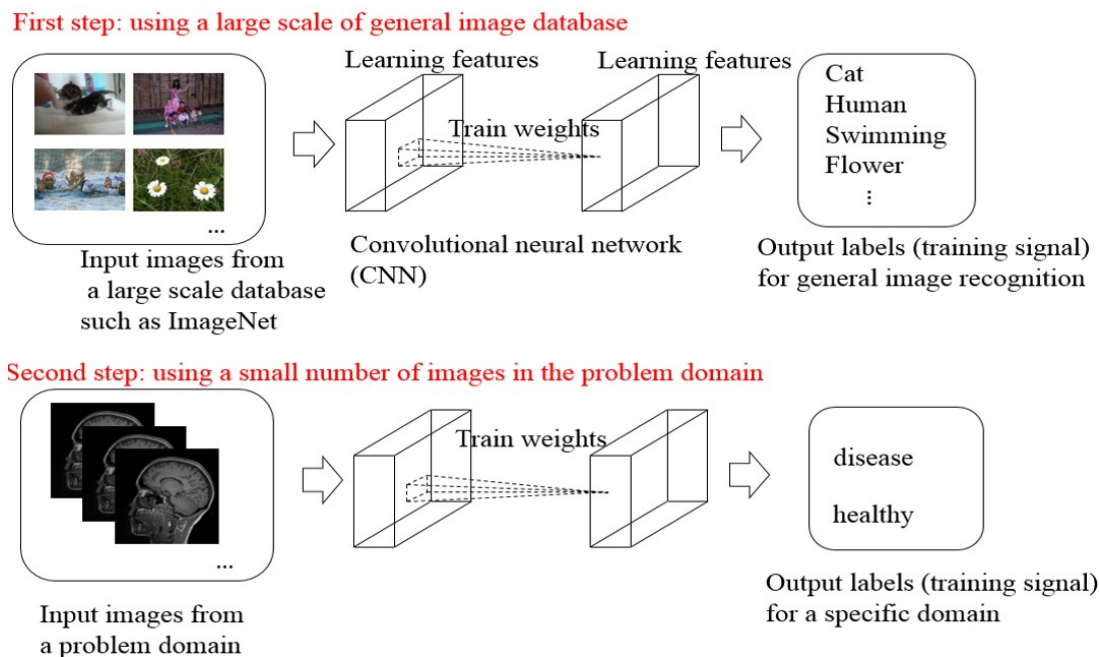 First step: using a large scale of general image database
Learning features
Learning features
Train weights
Cat
Human
Swimming
Flower
⋮
...
Input images from
a large scale database
such as ImageNet
Convolutional neural network
(CNN)
Output labels (training signal)
for general image recognition
Second step: using a small number of images in the problem domain
Train weights
disease
healthy
...
Input images from
a problem domain
Output labels (training signal)
for a specific domain